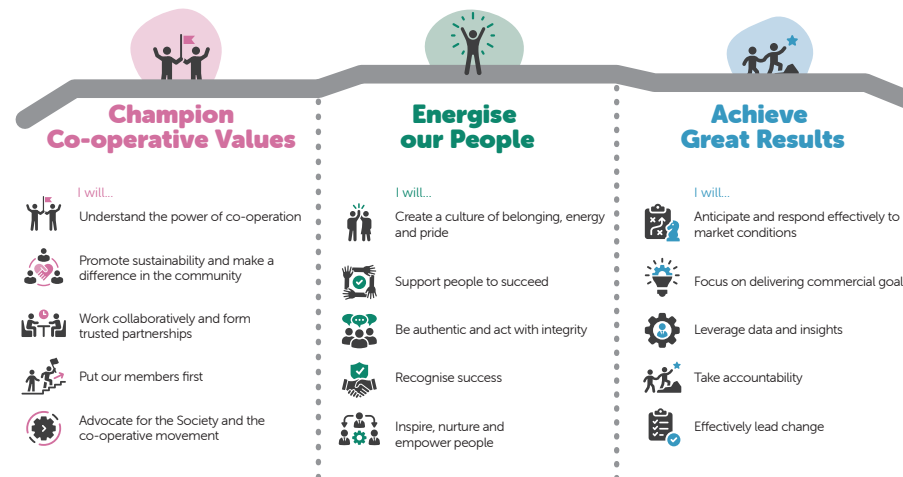 Champion
Co-operative Values
I will...
Understand the power of co-operation
Promote sustainability and make a
difference in the community
Work collaboratively and form
trusted partnerships
Put our members first
Advocate for the Society and the
co-operative movement
Energise
our People
I will...
Create a culture of belonging, energy
and pride
Support people to succeed
Be authentic and act with integrity
Recognise success
Inspire, nurture and
empower people
Achieve
Great Results
I will...
Anticipate and respond effectively to
market conditions
Focus on delivering commercial goal
Leverage data and insights
Take accountability
Effectively lead change